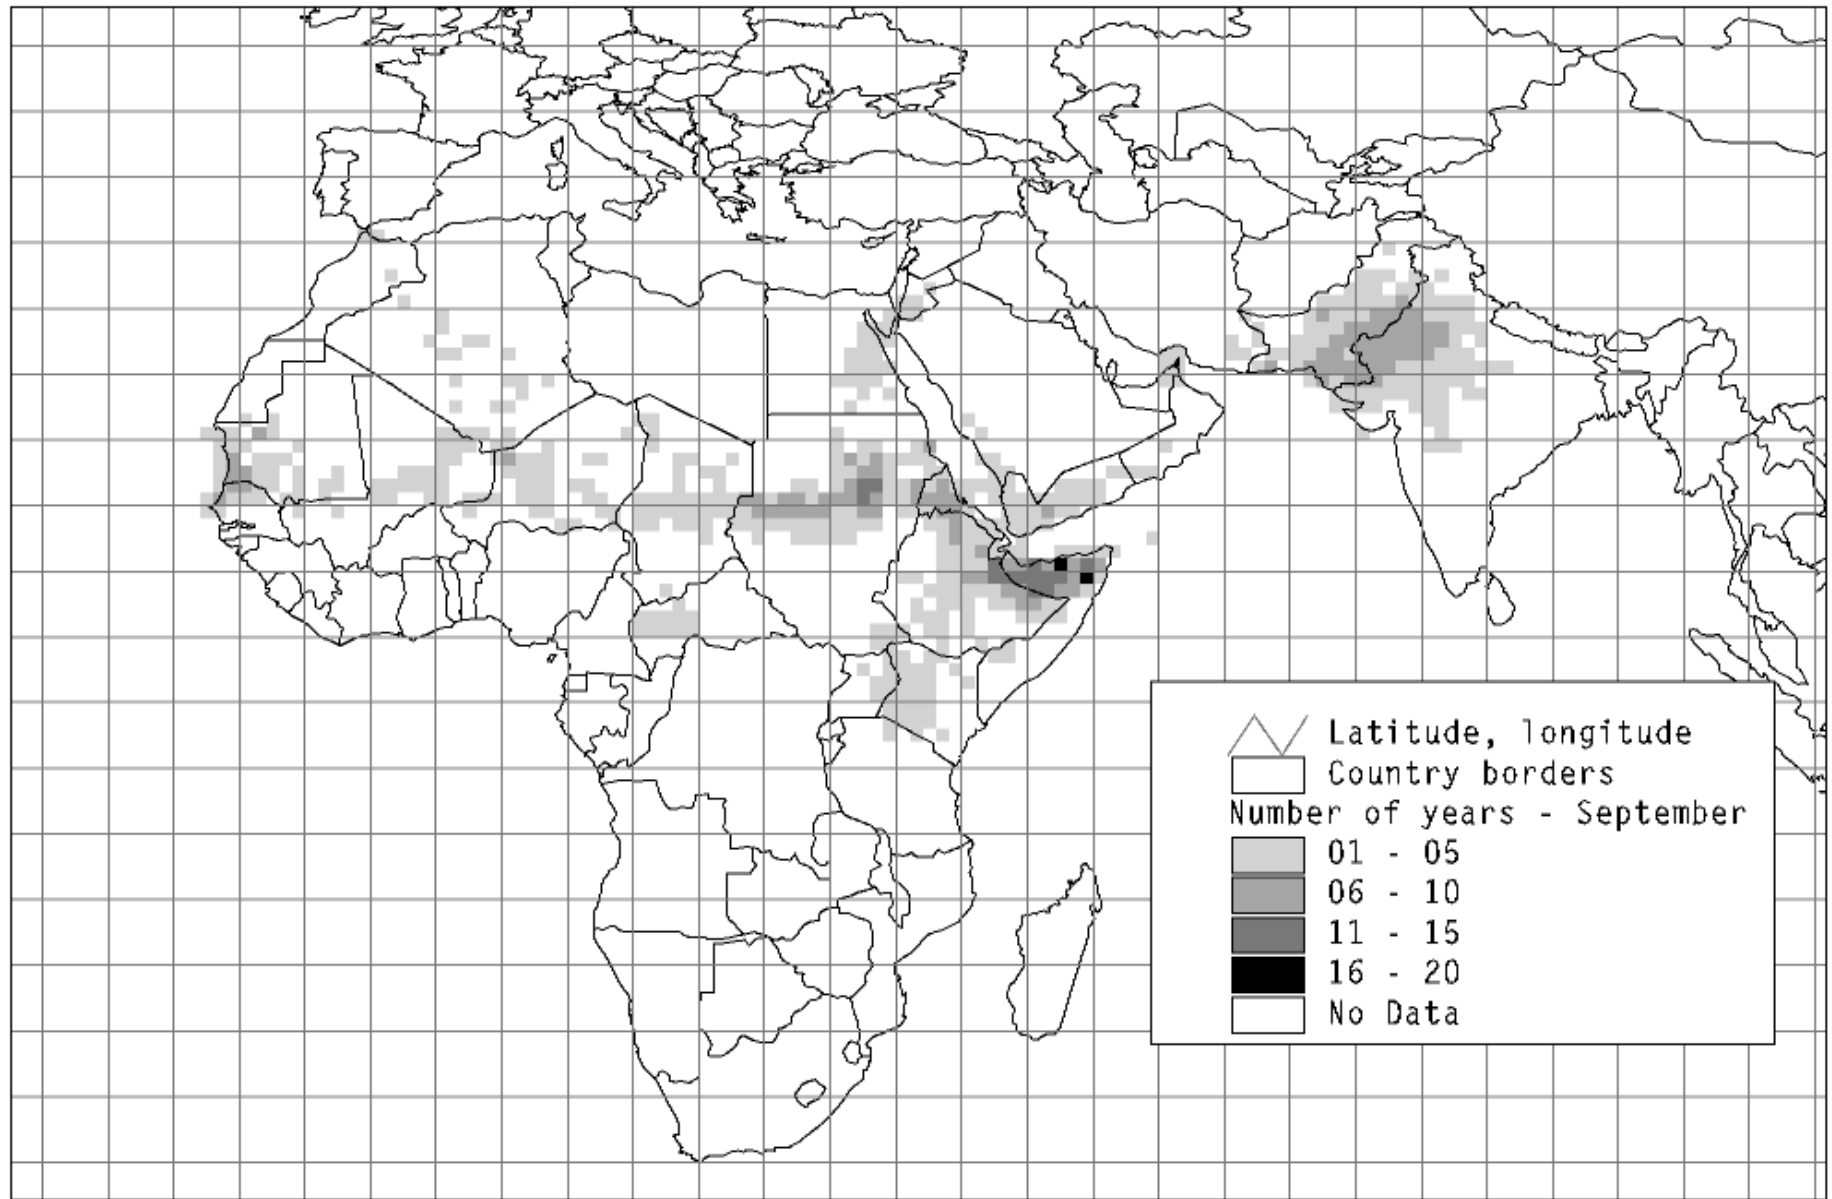 Latitude, longitude
Country borders
Number of years - September
01 - 05
06 - 10
11 - 15
16 - 20
No Data